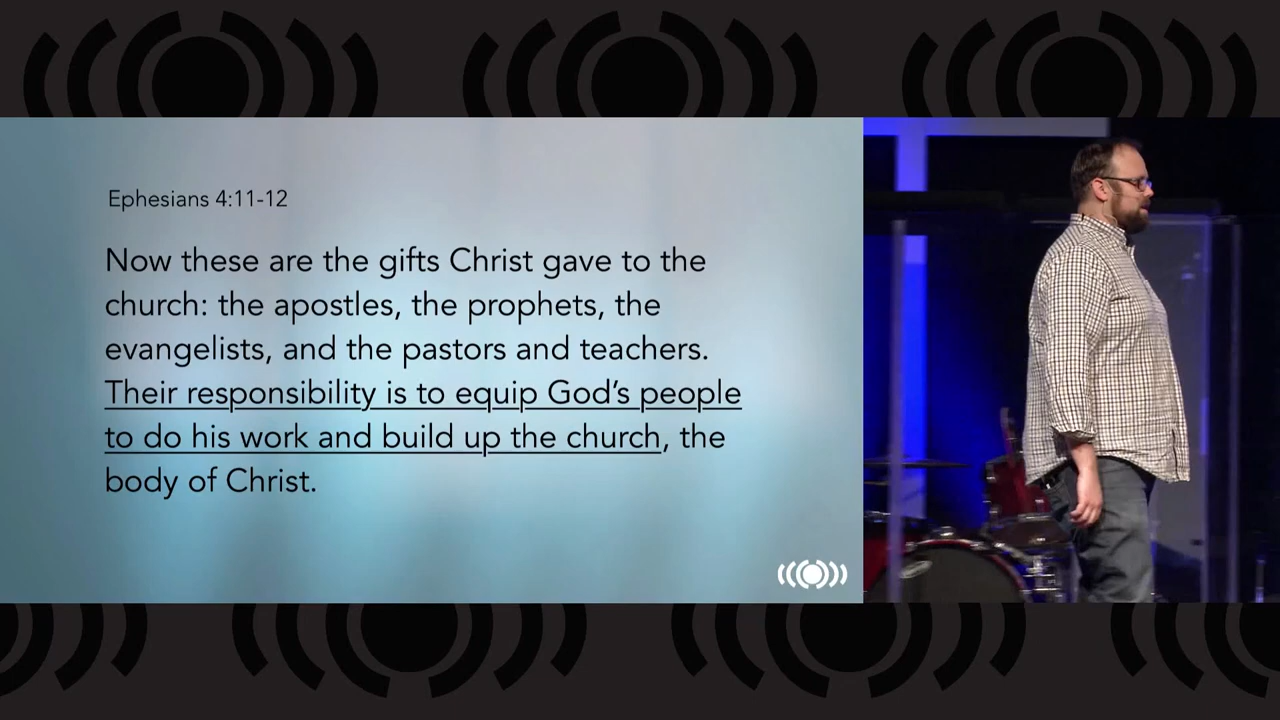 Ephesians 4:11-12
Now these are the gifts Christ gave to the
church: the apostles, the prophets, the
evangelists, and the pastors and teachers.
Their responsibility is to equip God’s people
to do his work and build up the church, the
body of Christ.